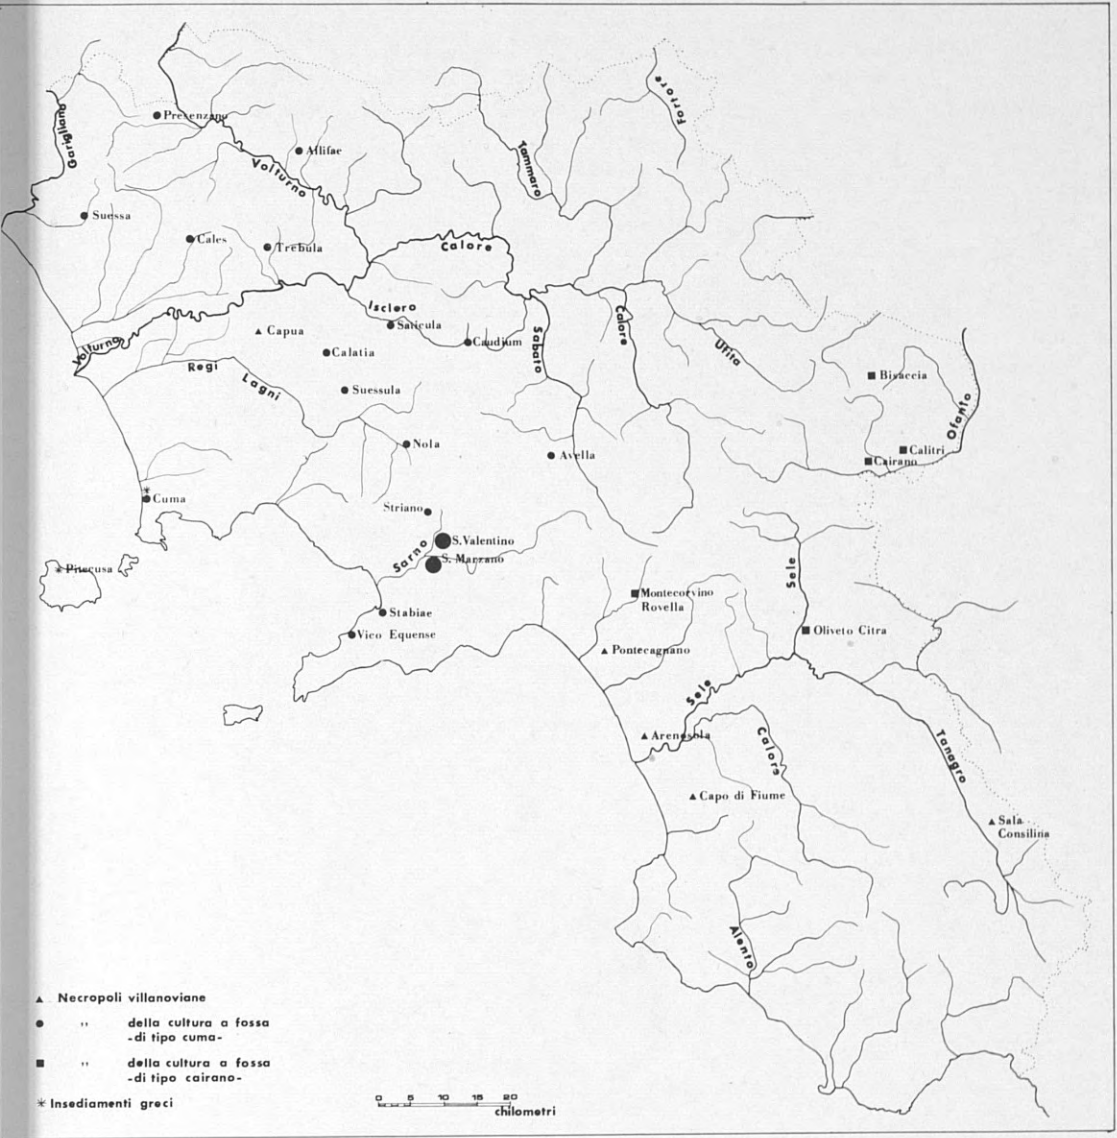 Garigliano
Presenzano
Allifae
Volturno
Tammaro
Fortore
Suessa
Cales
Trebula
Calore
Isclero
Saticula
Caudium
Sabato
Calore
Ufita
Volturno
Capua
Calatia
Regi
Lagni
Suessula
Bisaccia
Ofanto
Nola
Avella
Calitri
Cairano
Cuma
Striano
S. Valentino
Sarno
S. Marzano
Pitecusa
Sele
Montecorvino
Rovella
Stabiae
Vico Equense
Oliveto Citra
Pontecagnano
Sele
Arenosola
Calore
Tanagro
Capo di Fiume
Sala
Consilina
Alento
▲ Necropoli villanoviane
● " della cultura a fossa
-di tipo cuma-
■ " della cultura a fossa
-di tipo cairano-
* Insediamenti greci
0 5 10 15 20
chilometri